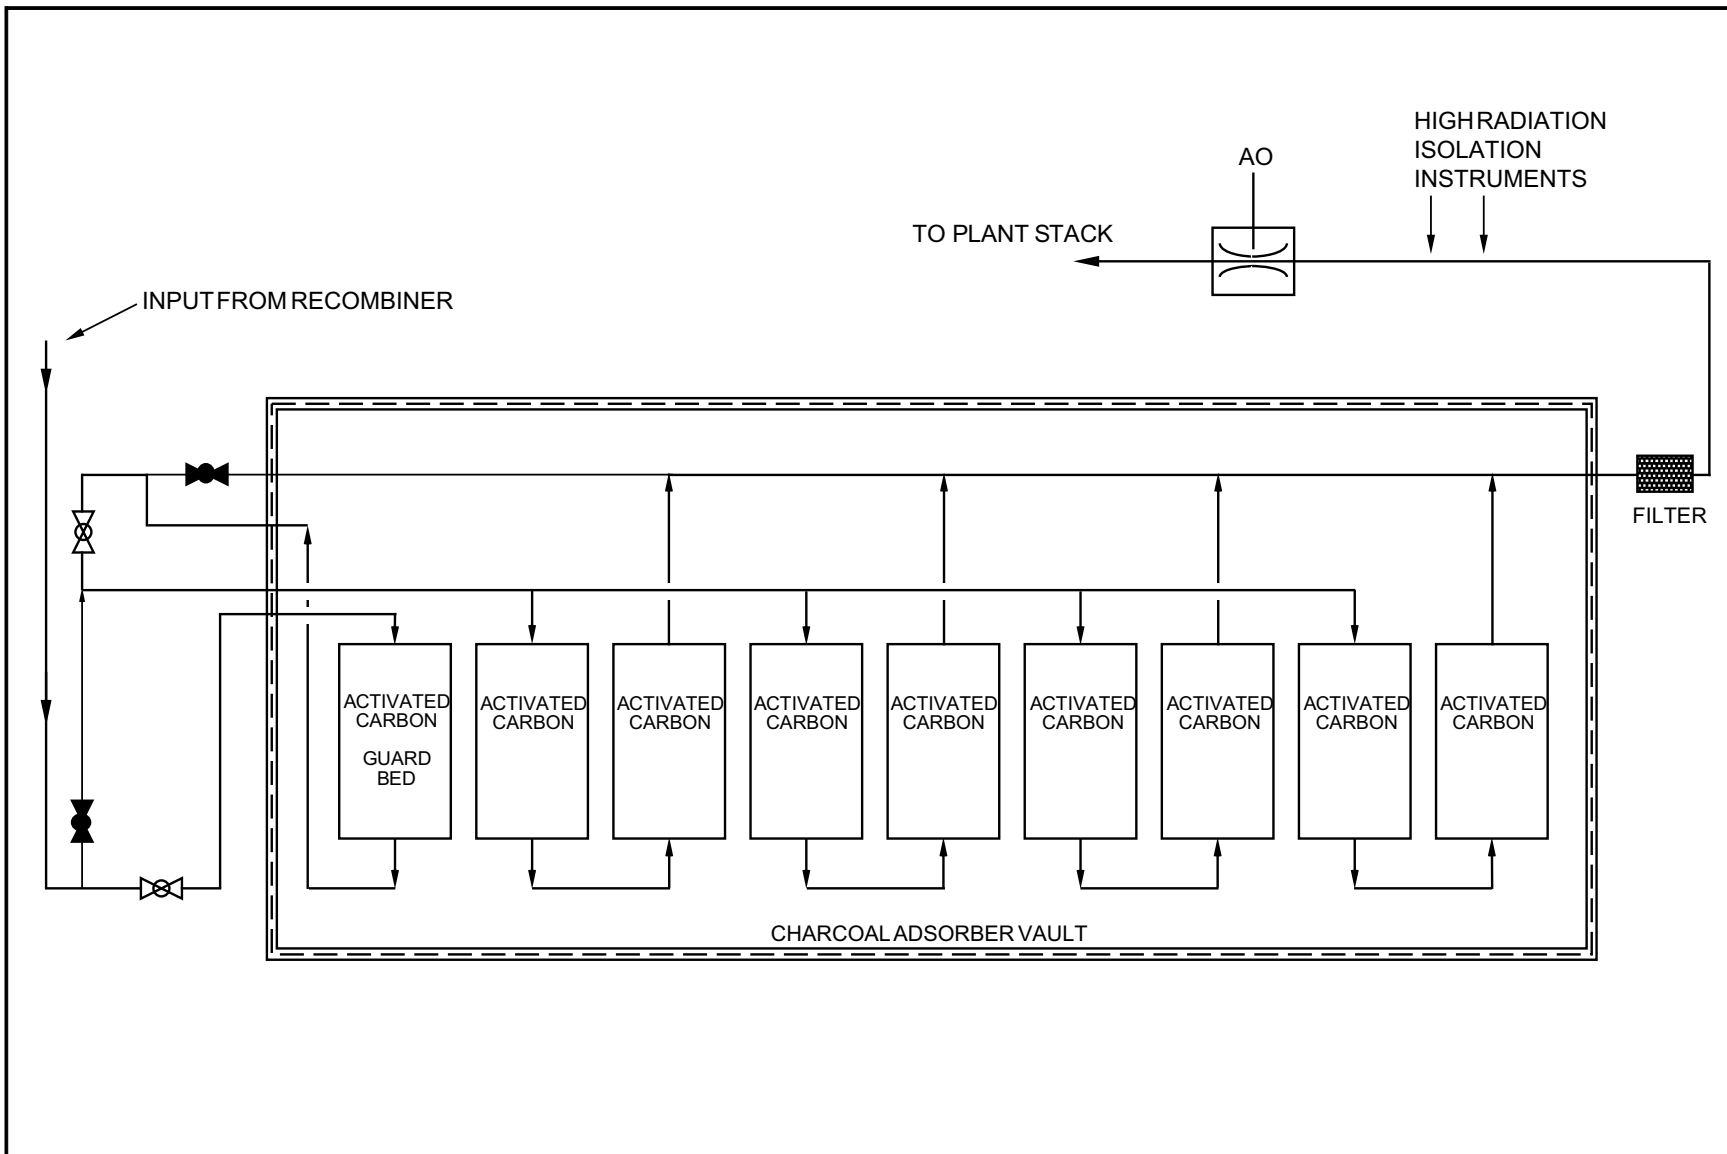 HIGH RADIATION
ISOLATION
INSTRUMENTS
AO
TO PLANT STACK
INPUT FROM RECOMBINER
FILTER
ACTIVATED
CARBON
GUARD
BED
ACTIVATED
CARBON
ACTIVATED
CARBON
ACTIVATED
CARBON
ACTIVATED
CARBON
ACTIVATED
CARBON
ACTIVATED
CARBON
ACTIVATED
CARBON
ACTIVATED
CARBON
CHARCOAL ADSORBER VAULT